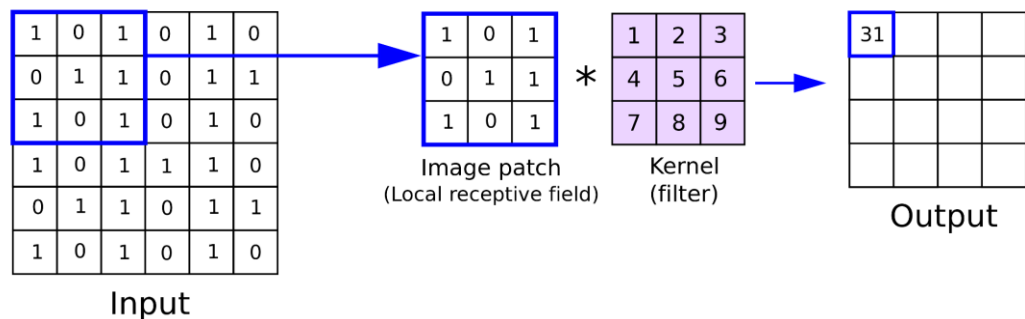 1 0 1 0 1 0
0 1 1 0 1 1
1 0 1 0 1 0
1 0 1 1 1 0
0 1 1 0 1 1
1 0 1 0 1 0
Input
1 0 1
0 1 1
1 0 1
Image patch
(Local receptive field)
*
1 2 3
4 5 6
7 8 9
Kernel
(filter)
31
Output